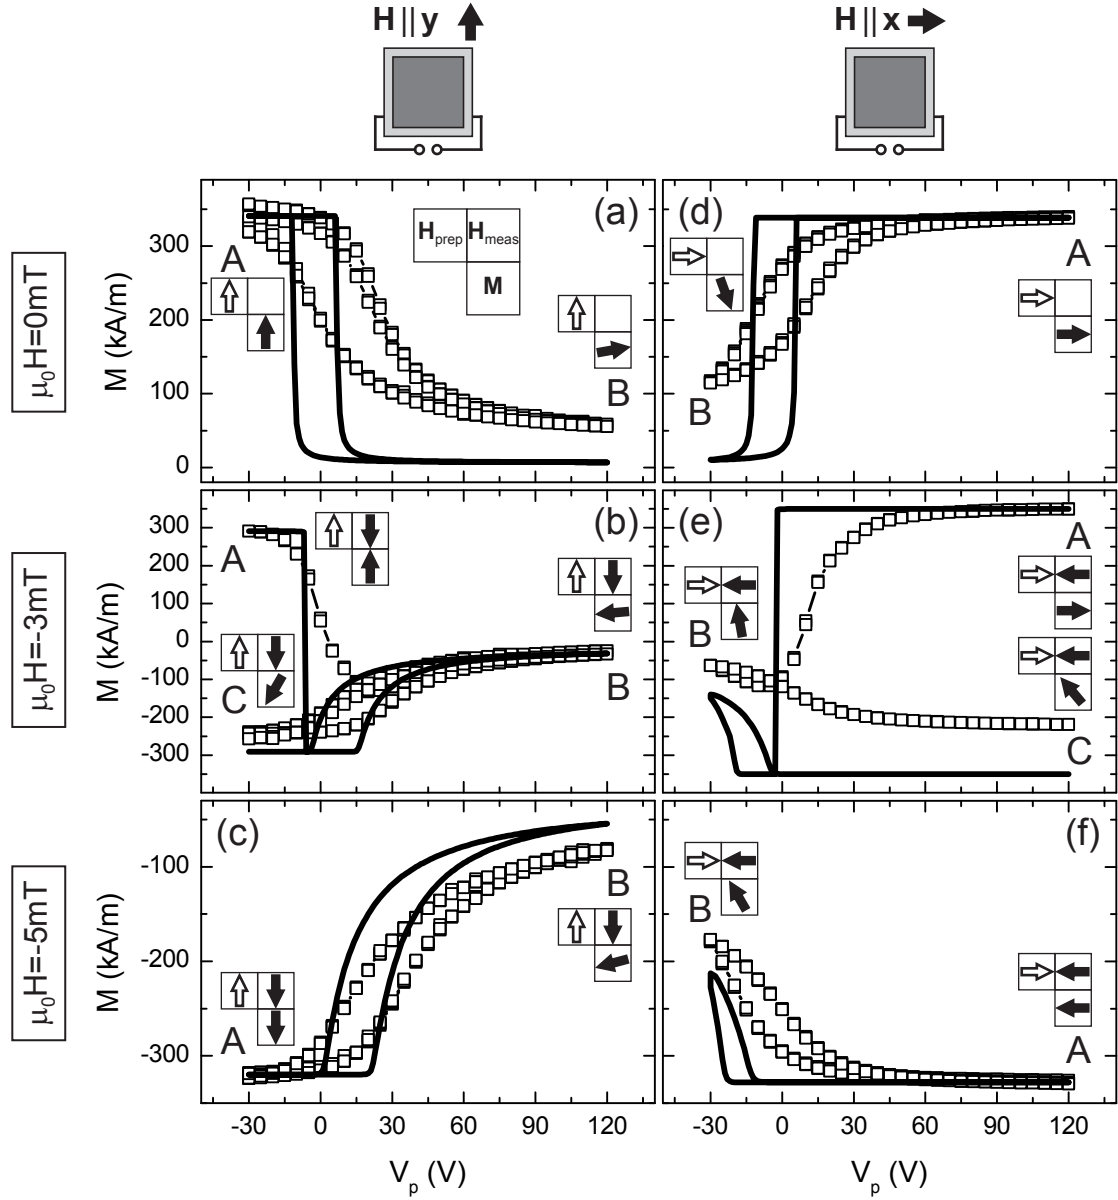 H || y
H || x
μ0H=0mT
M (kA/m)
300
200
100
0
(a)
A
Hprep
Hmeas
M
B
(d)
A
B
μ0H=-3mT
M (kA/m)
300
200
100
0
-100
-200
-300
(b)
A
C
B
(e)
A
B
C
μ0H=-5mT
M (kA/m)
-100
-200
-300
(c)
B
A
(f)
B
A
-30 0 30 60 90 120
-30 0 30 60 90 120
Vp (V)
Vp (V)